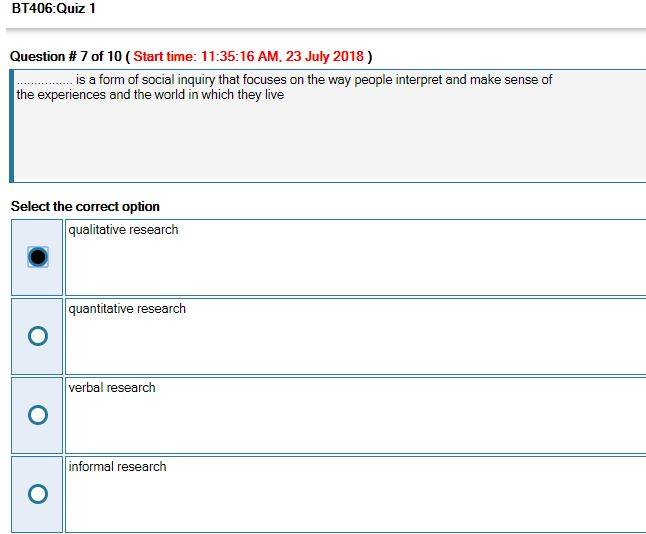 BT406:Quiz 1
Question # 7 of 10 ( Start time: 11:35:16 AM, 23 July 2018 )
................ is a form of social inquiry that focuses on the way people interpret and make sense of
the experiences and the world in which they live
Select the correct option
qualitative research
quantitative research
verbal research
informal research